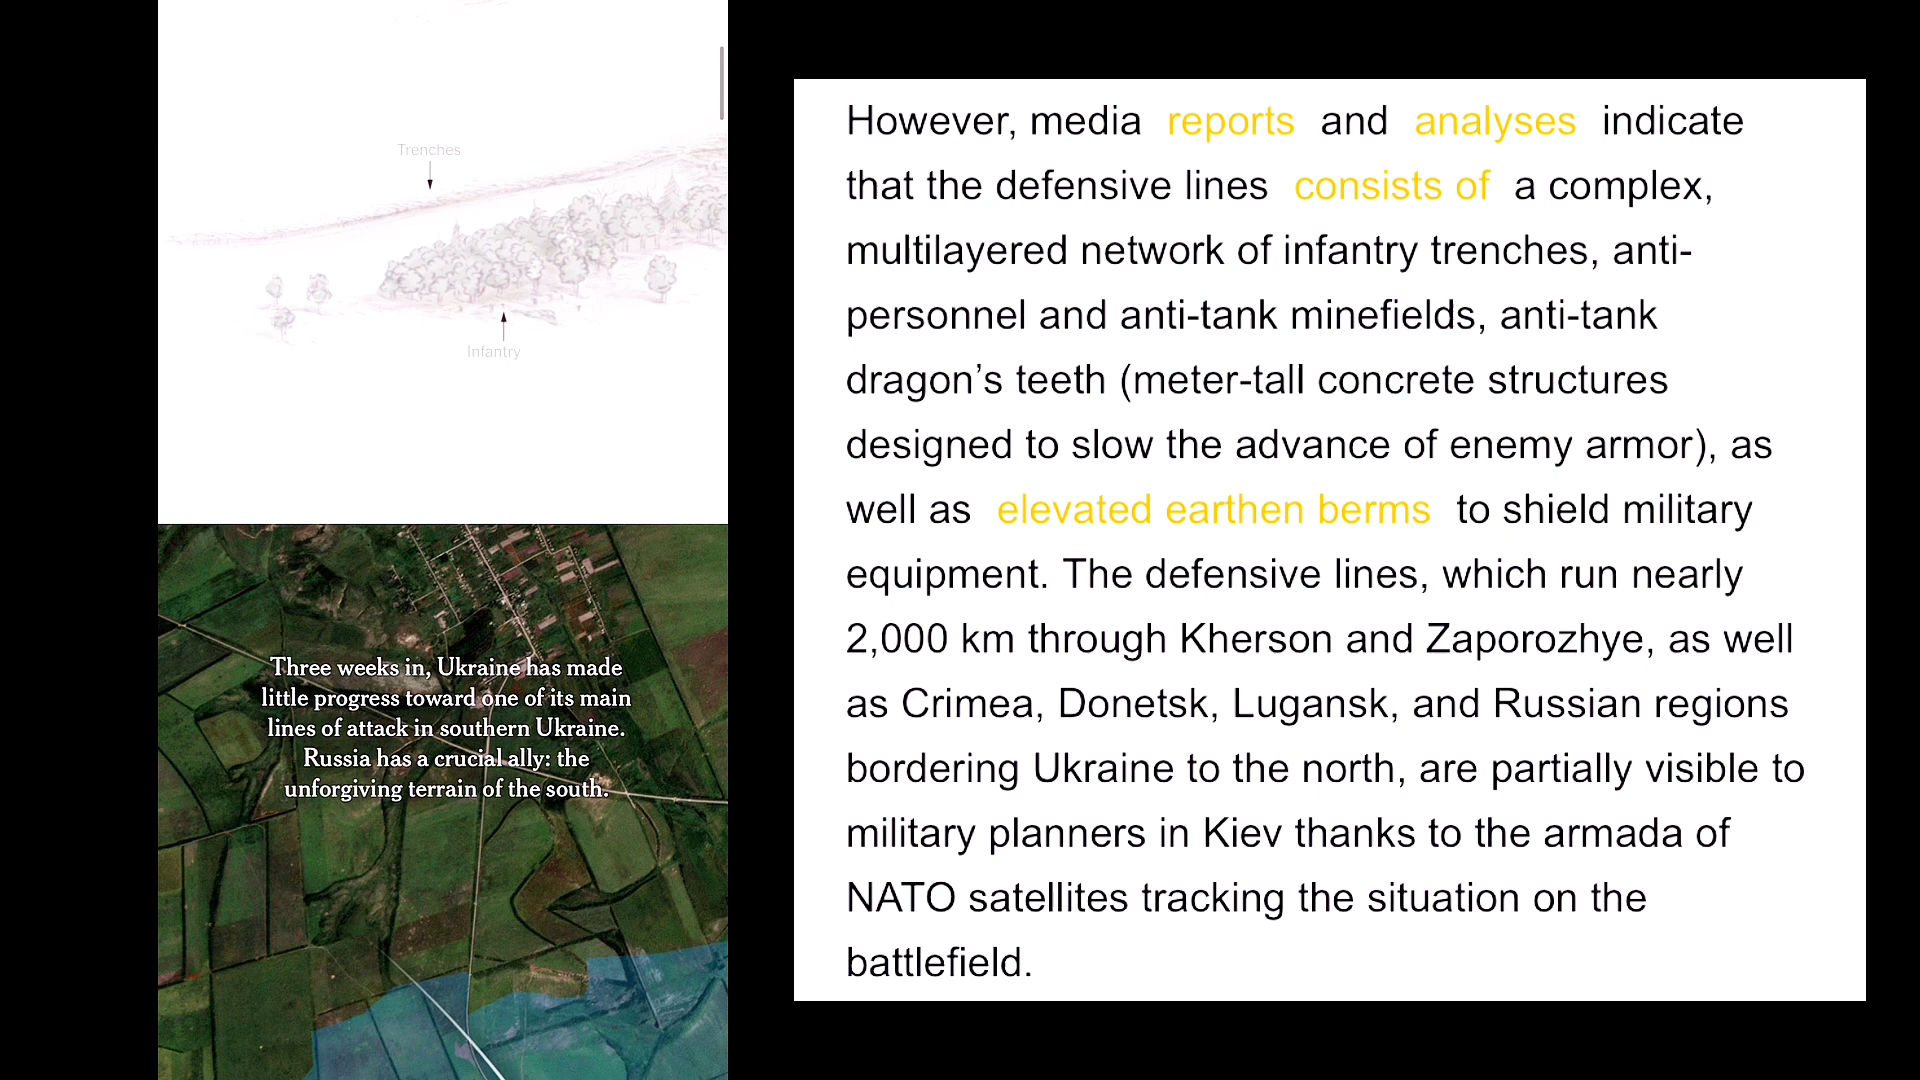 Trenches
Infantry
Three weeks in, Ukraine has made
little progress toward one of its main
lines of attack in southern Ukraine.
Russia has a crucial ally: the
unforgiving terrain of the south.
However, media reports and analyses indicate
that the defensive lines consists of a complex,
multilayered network of infantry trenches, anti-
personnel and anti-tank minefields, anti-tank
dragon’s teeth (meter-tall concrete structures
designed to slow the advance of enemy armor), as
well as elevated earthen berms to shield military
equipment. The defensive lines, which run nearly
2,000 km through Kherson and Zaporozhye, as well
as Crimea, Donetsk, Lugansk, and Russian regions
bordering Ukraine to the north, are partially visible to
military planners in Kiev thanks to the armada of
NATO satellites tracking the situation on the
battlefield.